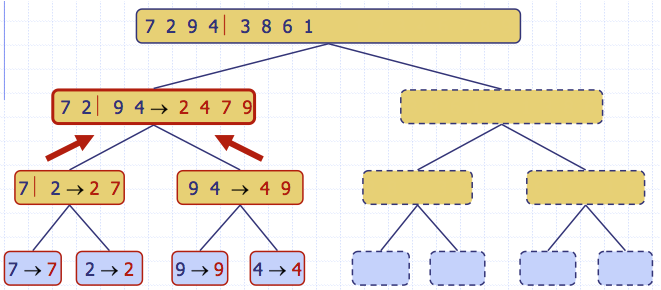 7 2 9 4| 3 8 6 1
7 2| 9 4 → 2 4 7 9
7| 2 → 2 7
9 4 → 4 9
7 → 7
2 → 2
9 → 9
4 → 4